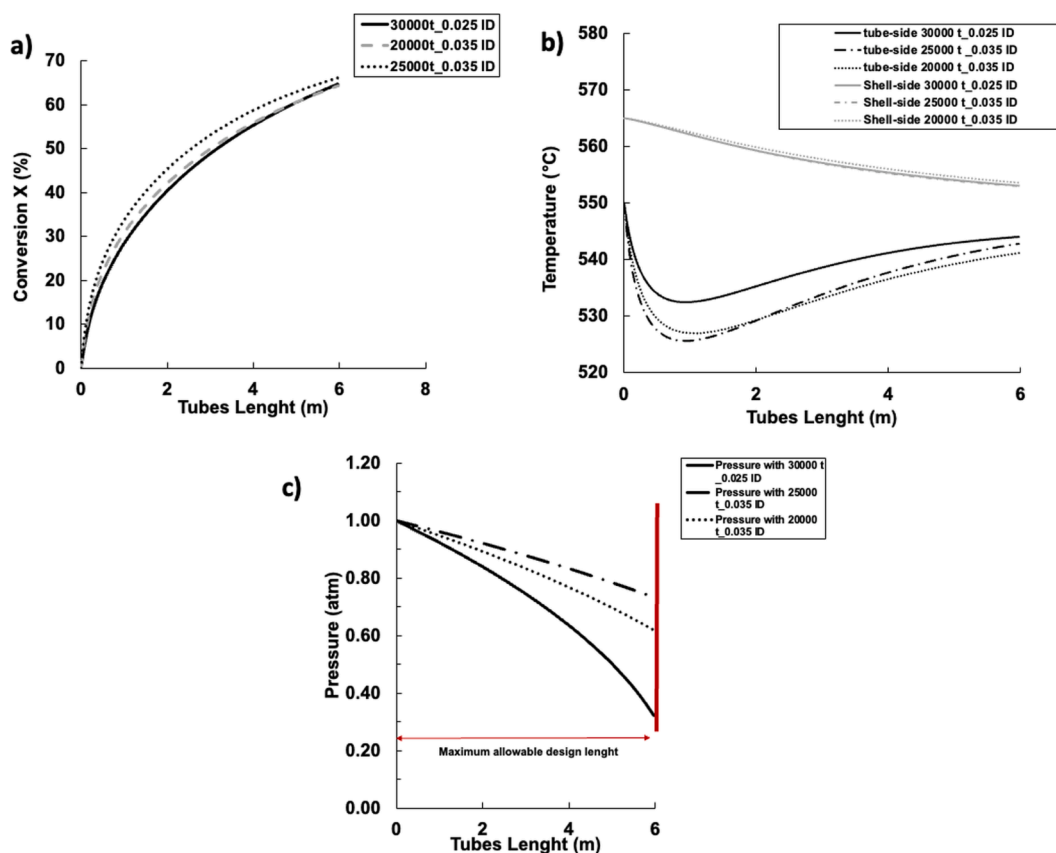 a)
30000t_0.025 ID
20000t_0.035 ID
25000t_0.035 ID
70
60
50
40
30
20
10
0
Conversion X (%)
0 2 4 6 8
Tubes Lenght (m)
b)
tube-side 30000 t_0.025 ID
tube-side 25000 t_0.035 ID
tube-side 20000 t_0.035 ID
Shell-side 30000 t_0.025 ID
Shell-side 25000 t_0.035 ID
Shell-side 20000 t_0.035 ID
580
570
560
550
540
530
520
Temperature (°C)
0 2 4 6
Tubes Lenght (m)
c)
Pressure with 30000 t
_0.025 ID
Pressure with 25000
t_0.035 ID
Pressure with 20000
t_0.035 ID
1.20
1.00
0.80
0.60
0.40
0.20
0.00
Pressure (atm)
Maximum allowable design lenght
0 2 4 6
Tubes Lenght (m)